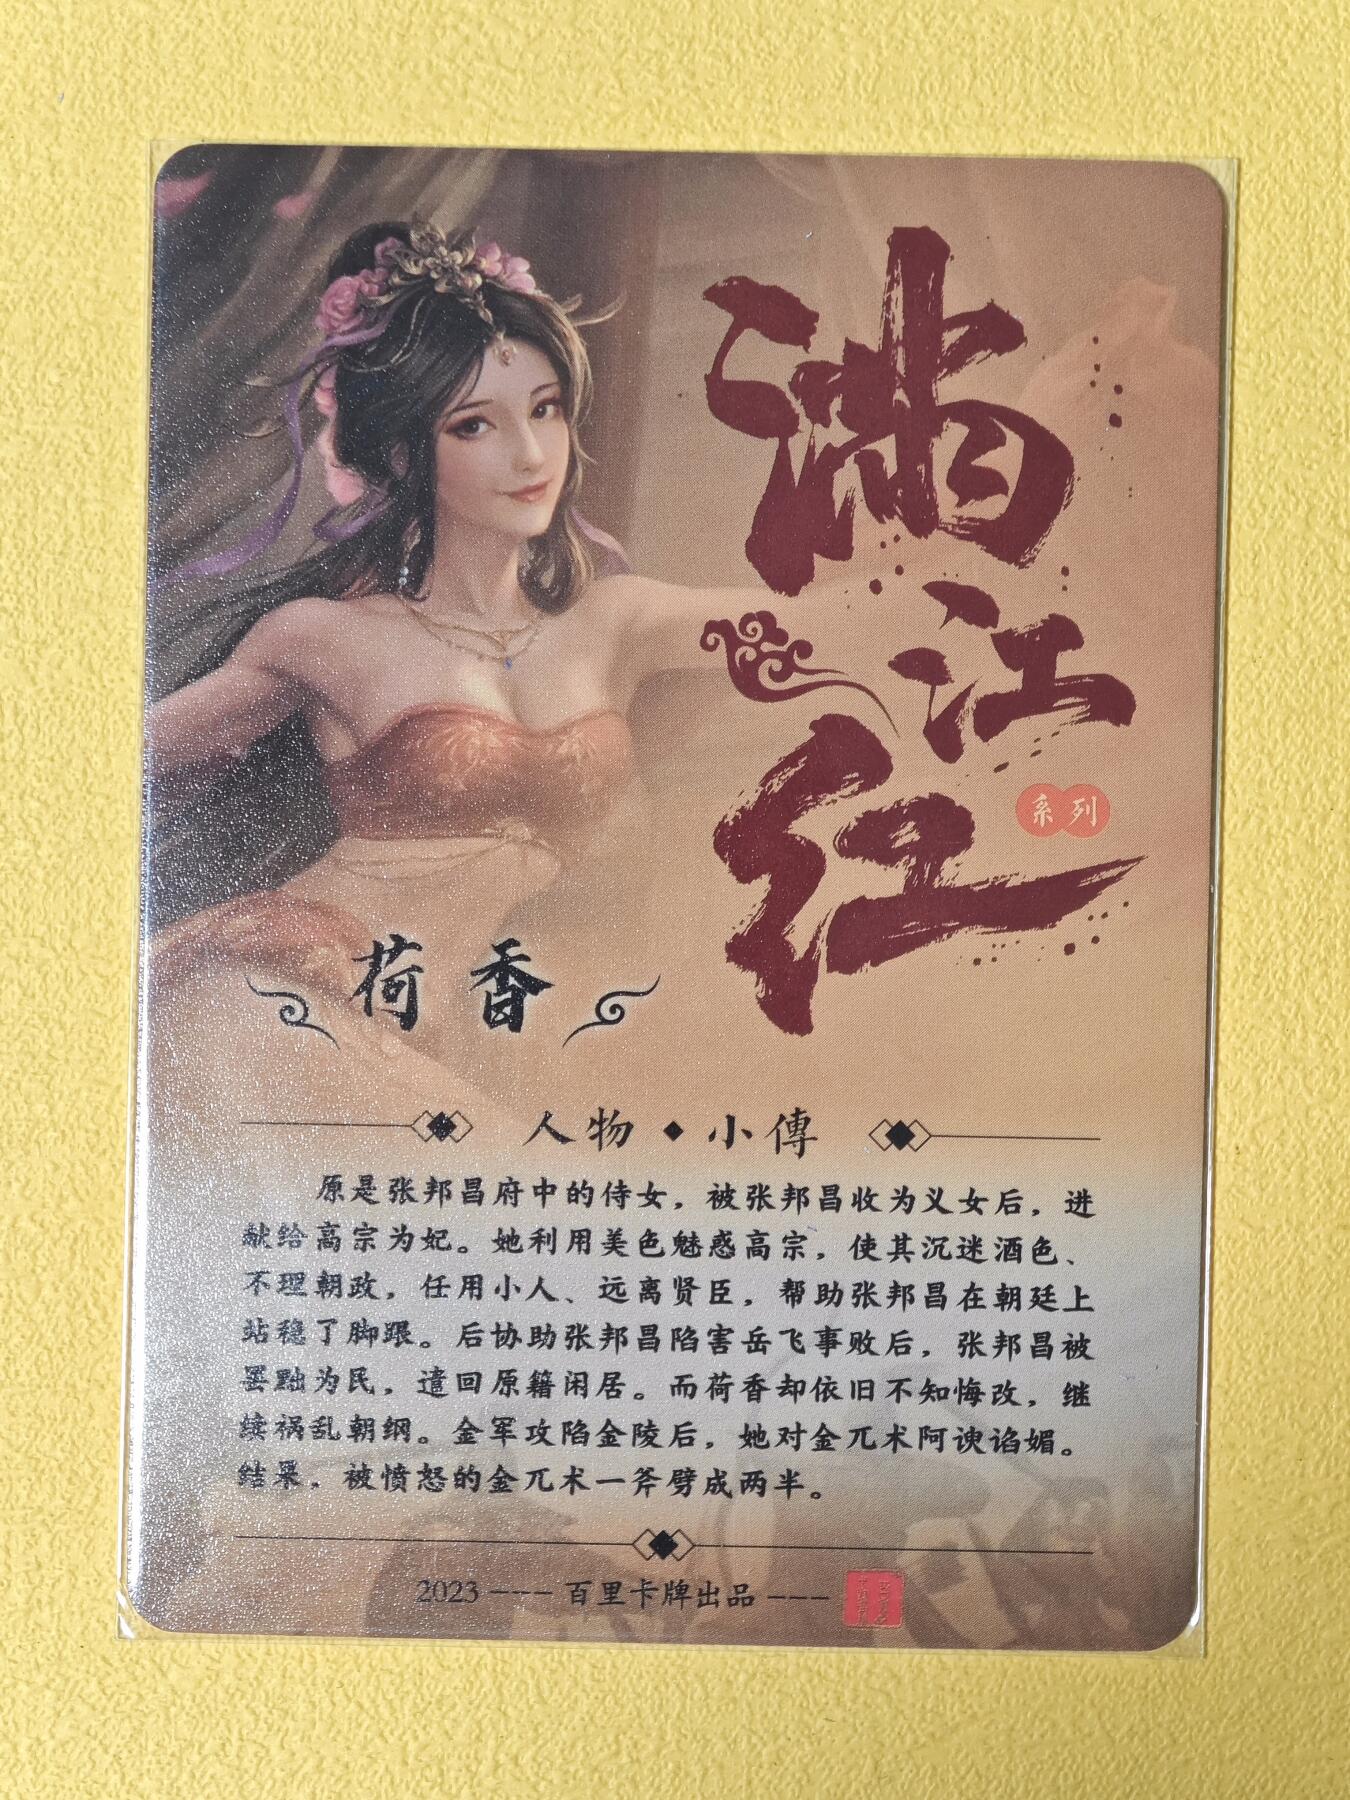 满江红
系列
荷香
人物◆小傳
原是张邦昌府中的侍女，被张邦昌收为义女后，进
献给高宗为妃。她利用美色魅惑高宗，使其沉迷酒色、
不理朝政，任用小人、远离贤臣，帮助张邦昌在朝廷上
站稳了脚跟。后协助张邦昌陷害岳飞事败后，张邦昌被
罢黜为民，遣回原籍闲居。而荷香却依旧不知悔改，继
续祸乱朝纲。金军攻陷金陵后，她对金兀术阿谀谄媚。
结果，被愤怒的金兀术一斧劈成两半。
2023---百里卡牌出品---